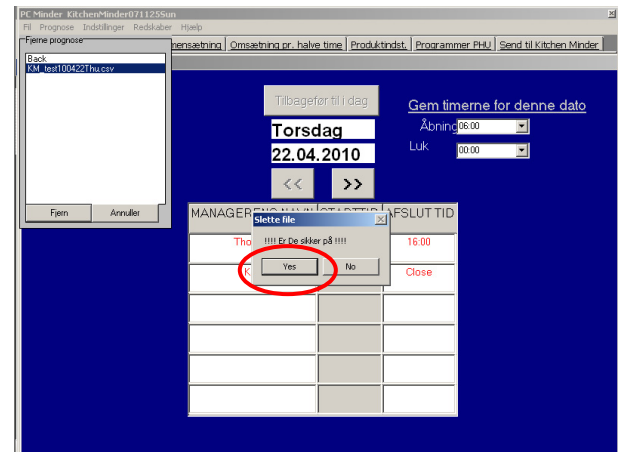 PC Minder KitchenMinder071125Sun
Fil Prognose Indstillinger Redskaber Hjælp
Fjerne prognose
Omsætning pr. halve time Produktindst. Programmer PHU Send til Kitchen Minder
Back
KM_test100422Thu.csv
Fjern Annuller
Tilbagefør til i dag
Gem timerne for denne dato
Torsdag
Åbning 06:00
22.04.2010
Luk 00:00
<< >>
AFSLUT TID
Slette file
!!!! Er De sikker på !!!!
Yes No
16:00
Close